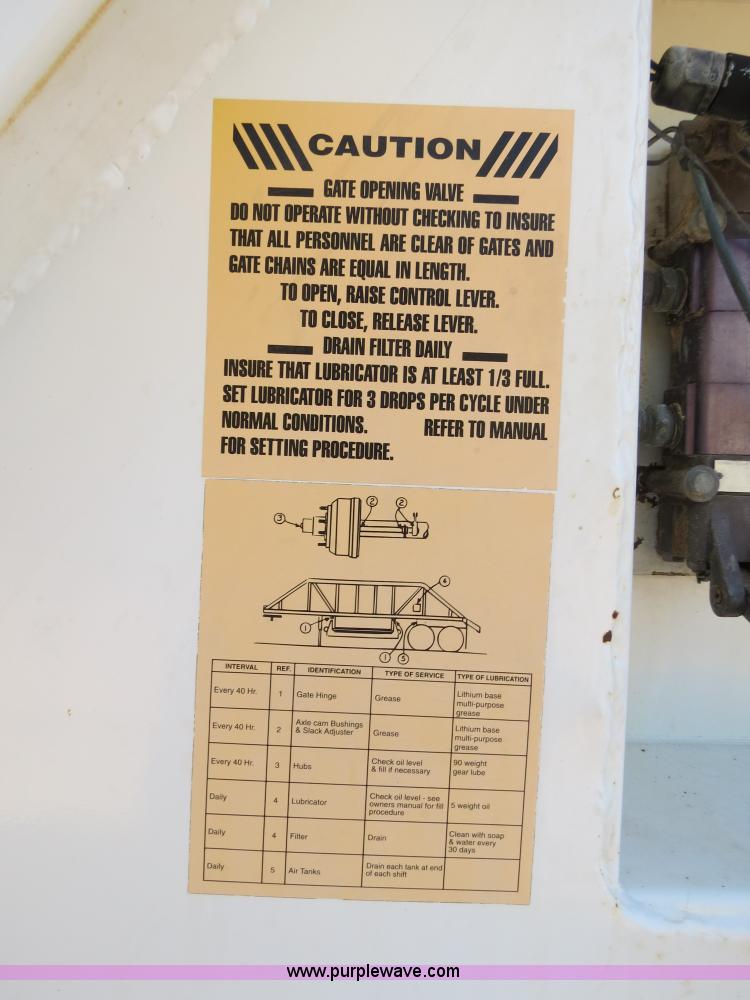 CAUTION
GATE OPENING VALVE
DO NOT OPERATE WITHOUT CHECKING TO INSURE
THAT ALL PERSONNEL ARE CLEAR OF GATES AND
GATE CHAINS ARE EQUAL IN LENGTH.
TO OPEN, RAISE CONTROL LEVER.
TO CLOSE, RELEASE LEVER.
DRAIN FILTER DAILY
INSURE THAT LUBRICATOR IS AT LEAST 1/3 FULL.
SET LUBRICATOR FOR 3 DROPS PER CYCLE UNDER
NORMAL CONDITIONS. REFER TO MANUAL
FOR SETTING PROCEDURE.
3 2 2
4
1
1 5
INTERVAL REF. IDENTIFICATION TYPE OF SERVICE TYPE OF LUBRICATION
Every 40 Hr. 1 Gate Hinge Grease Lithium base
multi-purpose
grease
Every 40 Hr. 2 Axle cam Bushings
& Slack Adjuster Grease Lithium base
multi-purpose
grease
Every 40 Hr. 3 Hubs Check oil level
& fill if necessary 90 weight
gear lube
Daily 4 Lubricator Check oil level - see
owners manual for fill
procedure 5 weight oil
Daily 4 Filter Drain Clean with soap
& water every
30 days
Daily 5 Air Tanks Drain each tank at end
of each shift
www.purplewave.com